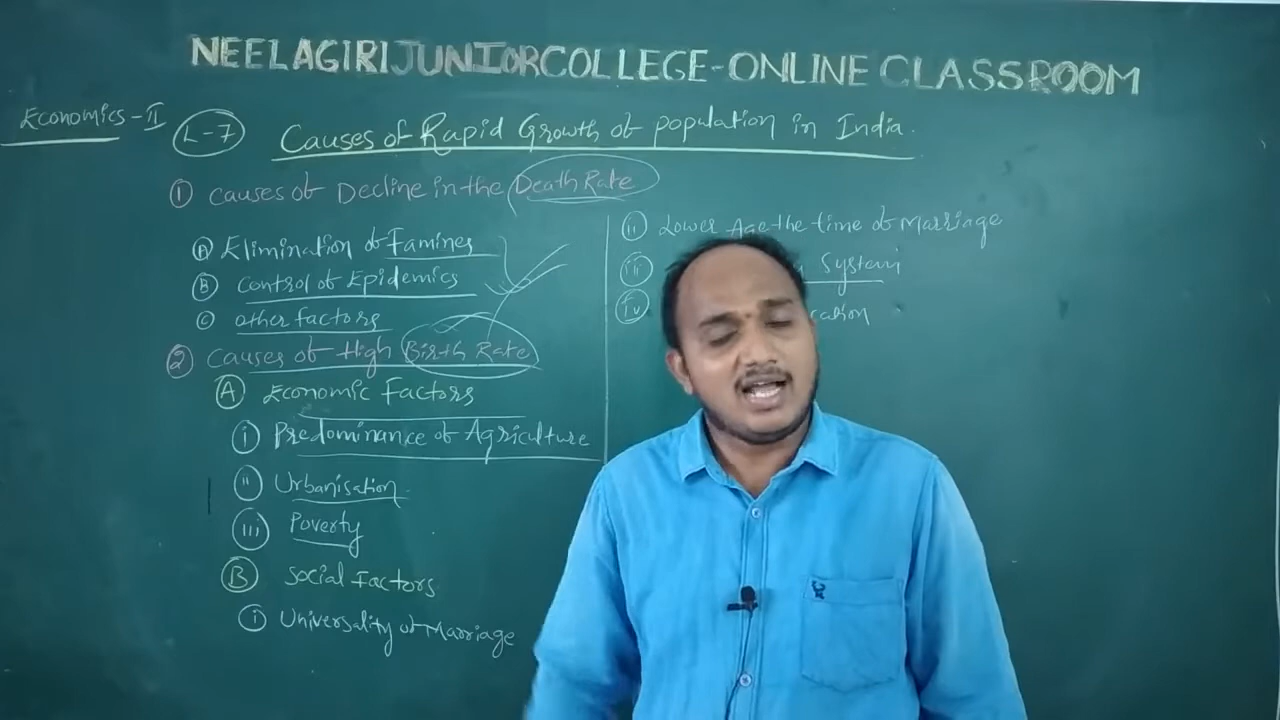 NEELAGIRI JUNIOR COLLEGE-ONLINE CLASSROOM
Economics-II
L-7 Causes of Rapid Growth of population in India.
① Causes of Decline in the Death Rate
Ⓐ Elimination of Famines
Ⓑ Control of Epidemics
Ⓒ other factors
② Causes of High Birth Rate
Ⓐ Economic Factors
i) Predominance of Agriculture
ii) Urbanisation
iii) Poverty
Ⓑ Social Factors
i) Universality of Marriage
ii) Lower Age the time of Marriage
iii) System
iv)